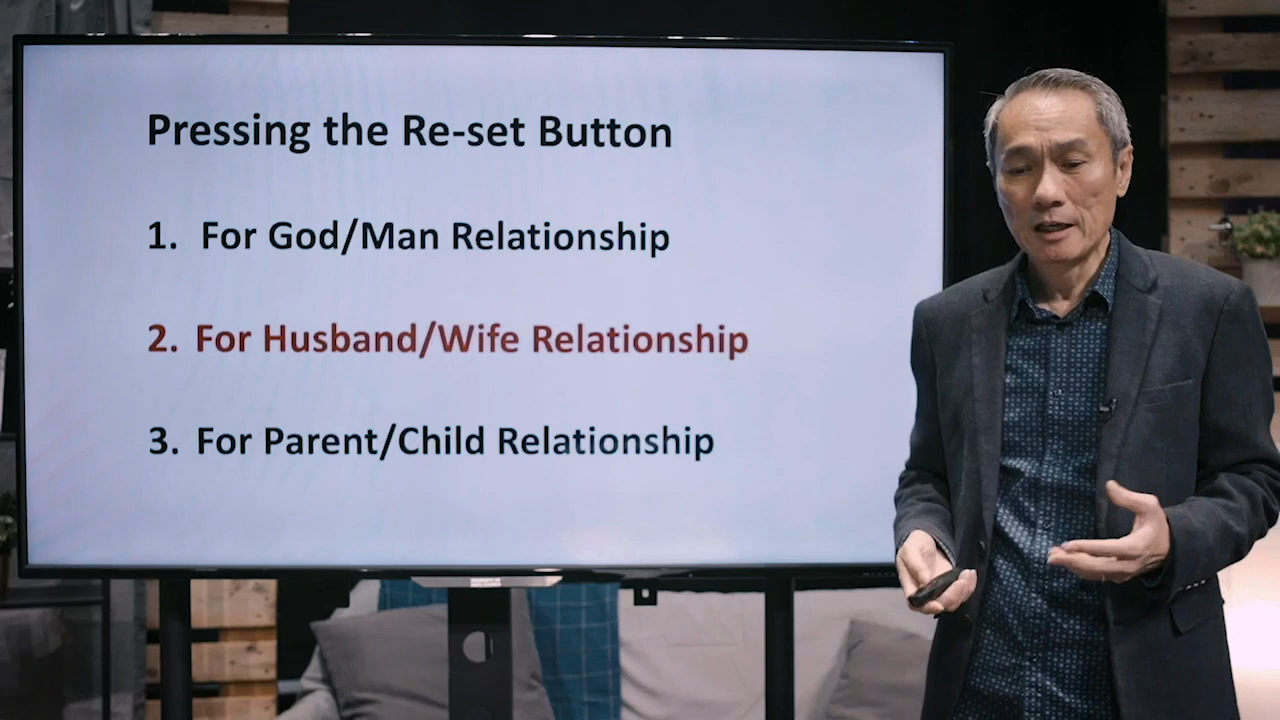 Pressing the Re-set Button
1. For God/Man Relationship
2. For Husband/Wife Relationship
3. For Parent/Child Relationship